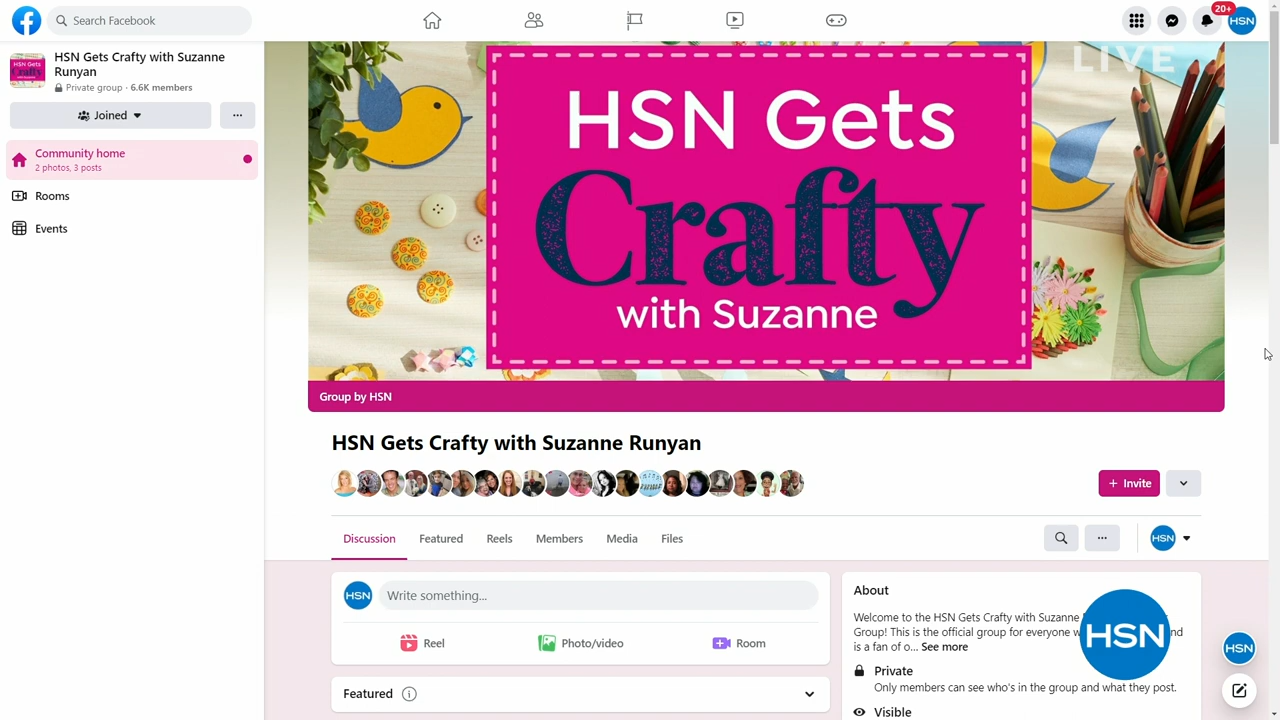 Search Facebook
20+
HSN
HSN Gets Crafty with Suzanne
Runyan
Private group · 6.6K members
Joined
Community home
2 photos, 3 posts
Rooms
Events
HSN Gets
Crafty
LIVE
HSN Gets
Crafty
with Suzanne
Group by HSN
HSN Gets Crafty with Suzanne Runyan
+ Invite
Discussion
Featured
Reels
Members
Media
Files
HSN
HSN
Write something...
Reel
Photo/video
Room
Featured
About
Welcome to the HSN Gets Crafty with Suzanne
Group! This is the official group for everyone
is a fan of o... See more
HSN
Private
Only members can see who's in the group and what they post.
Visible
HSN